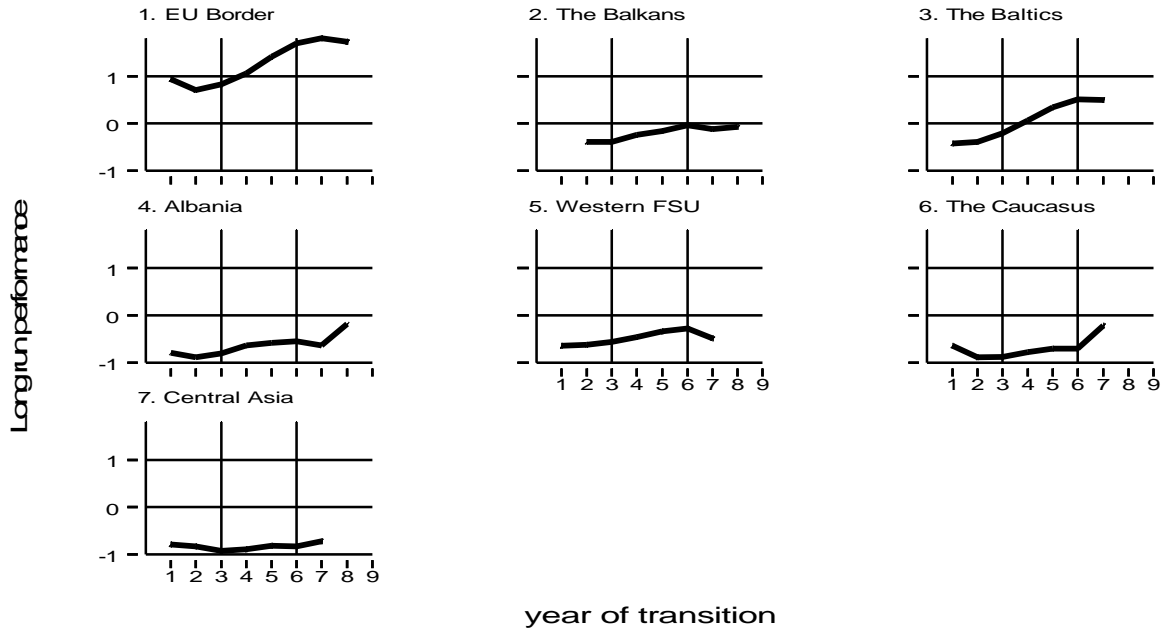 1. EU Border
2. The Balkans
3. The Baltics
1
0
-1
4. Albania
5. Western FSU
6. The Caucasus
1
0
-1
1 2 3 4 5 6 7 8 9
1 2 3 4 5 6 7 8 9
7. Central Asia
1
0
-1
1 2 3 4 5 6 7 8 9
Long run performance
year of transition